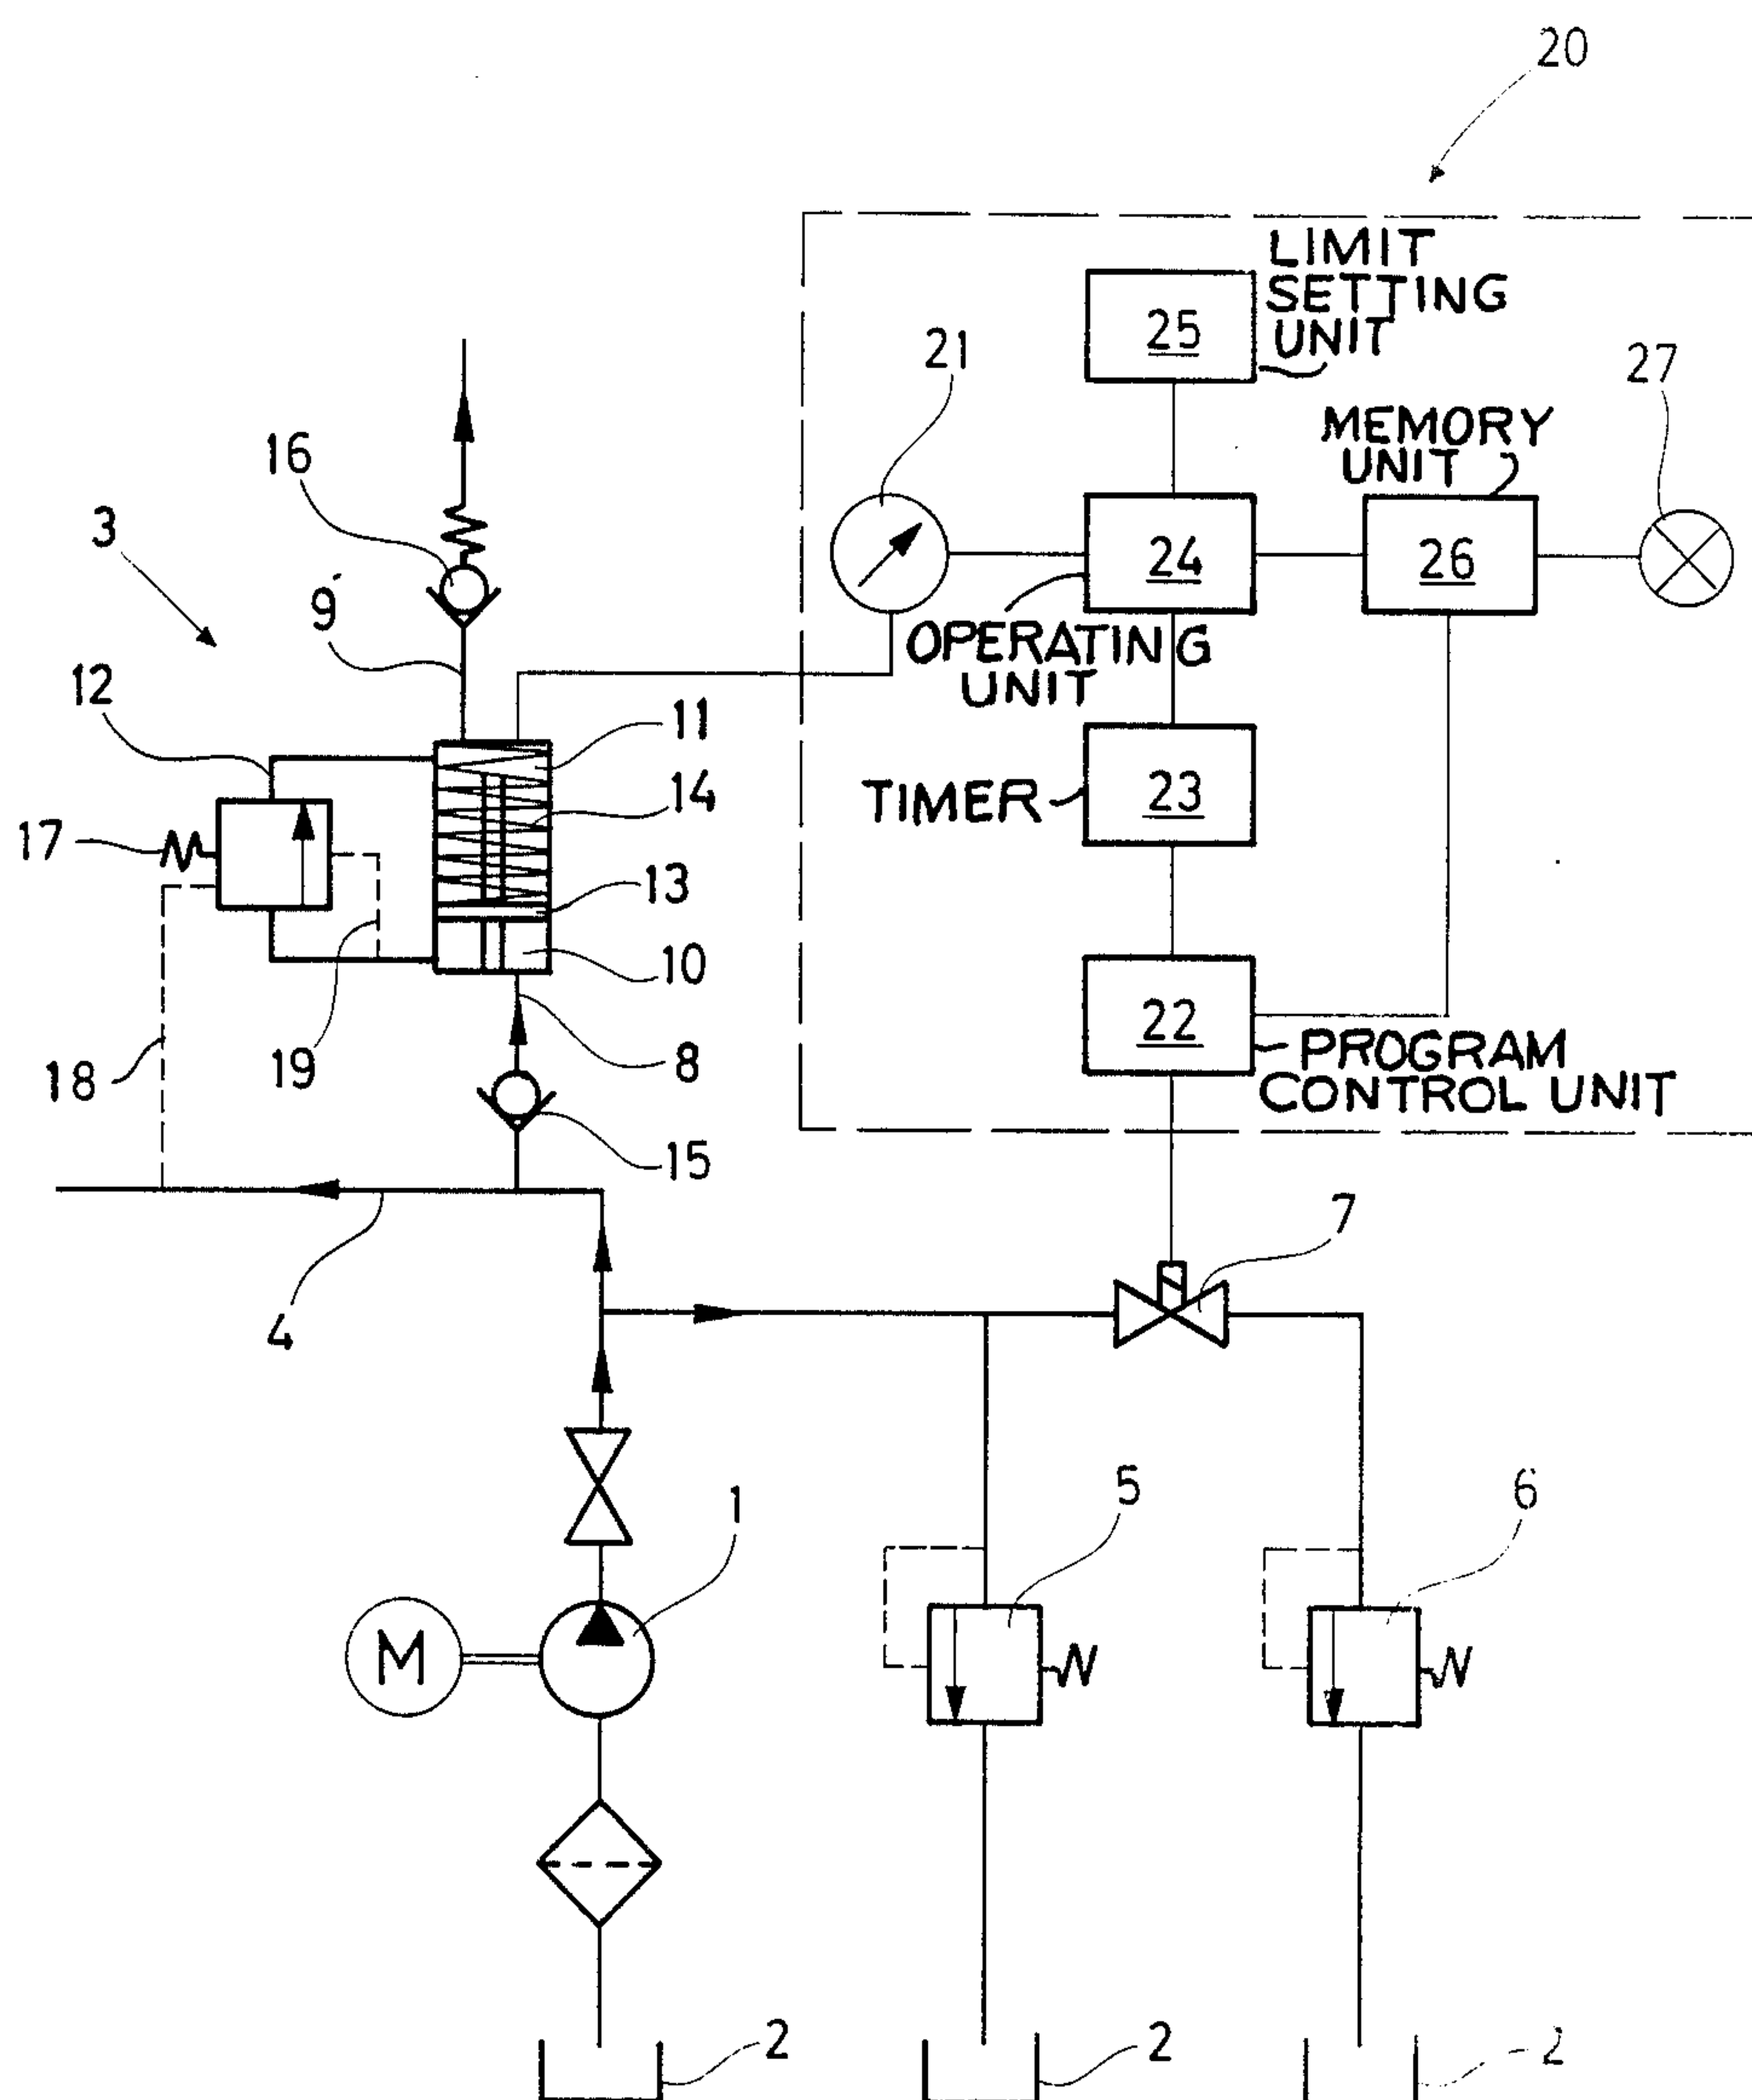 20
LIMIT
SETTING
UNIT
25
21
27
MEMORY
UNIT
16
3
24
26
9'
OPERATING
UNIT
12
11
14
TIMER
23
17
13
10
22
19
8
18
PROGRAM
CONTROL UNIT
15
7
4
5
6
1
M
2
2
2